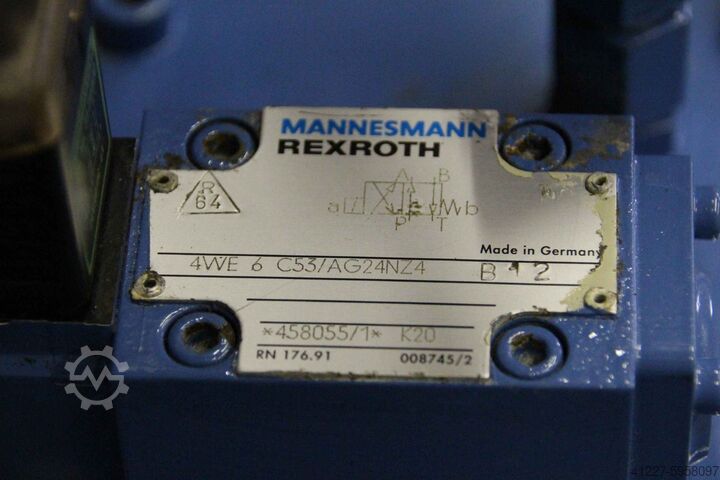 MANNESMANN
REXROTH
R
64
A B
a b
P T
Made in Germany
4WE 6 C53/AG24NZ4 B12
*458055/1* K20
RN 176.91 008745/2
41227-5958097